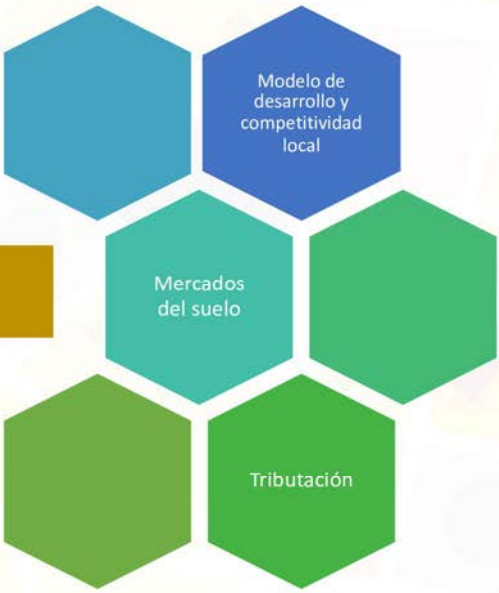 Modelo de
desarrollo y
competitividad
local
Mercados
del suelo
Tributación